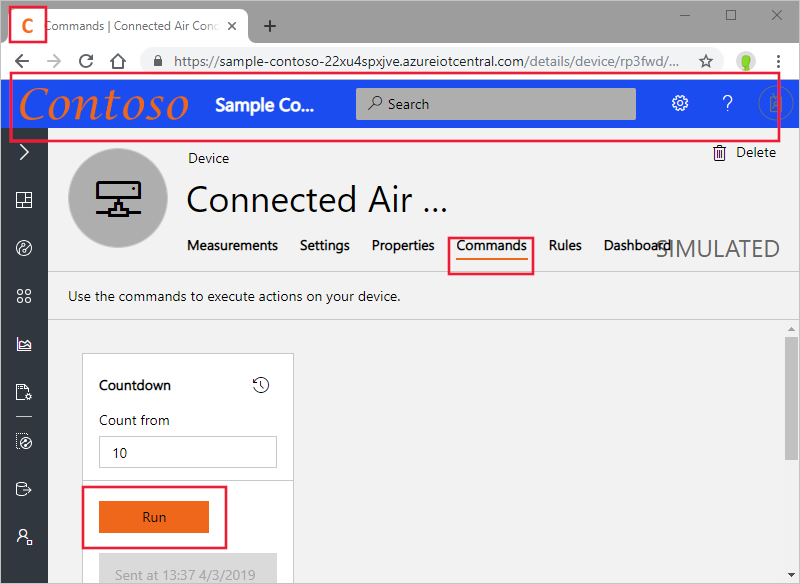 C Commands | Connected Air Conc
https://sample-contoso-22xu4spxjve.azureiotcentral.com/details/device/rp3fwd/...
Contoso Sample Co... Search ?
Device Delete
Connected Air ...
Measurements Settings Properties Commands Rules Dashboard SIMULATED
Use the commands to execute actions on your device.
Countdown
Count from
10
Run
Sent at 13:37 4/3/2019